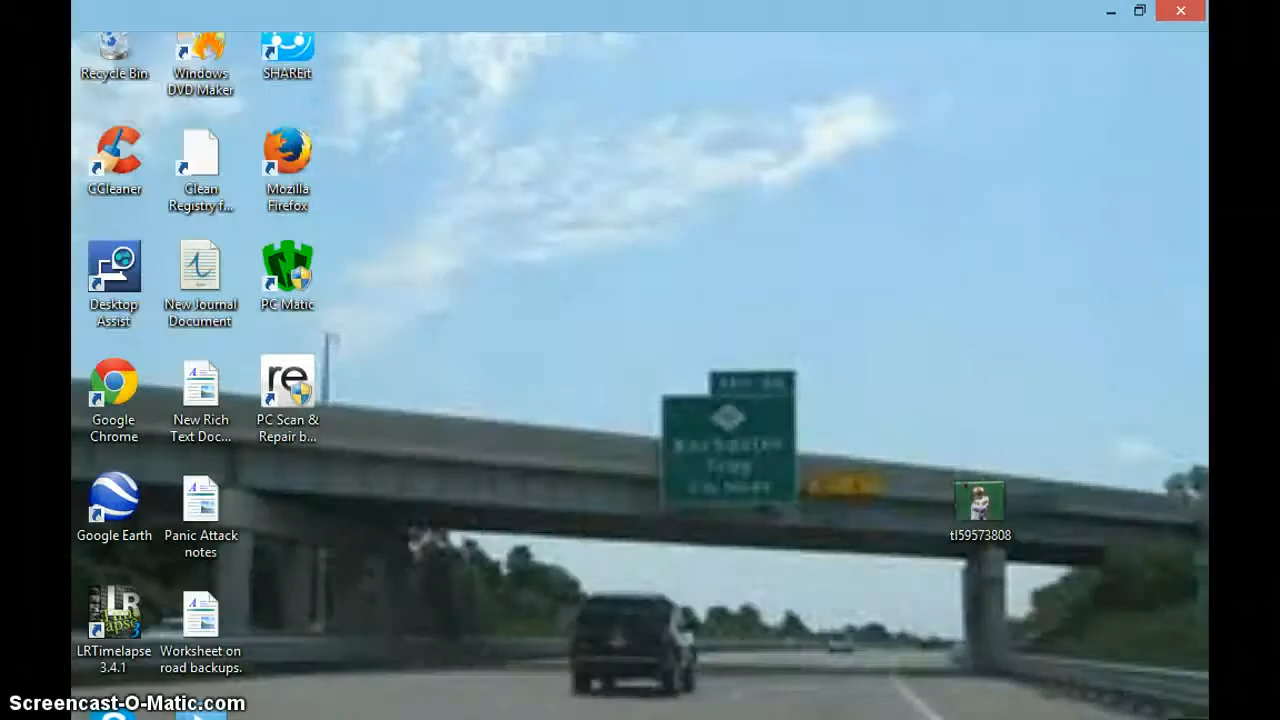 Recycle Bin
Windows
DVD Maker
SHAREit
CCleaner
Clean
Registry f...
Mozilla
Firefox
Desktop
Assist
New Journal
Document
PC Matic
Google
Chrome
New Rich
Text Doc...
re
PC Scan &
Repair b...
Google Earth
Panic Attack
notes
tl59573808
LRTimelapse
3.4.1
Worksheet on
road backups.
Screencast-O-Matic.com